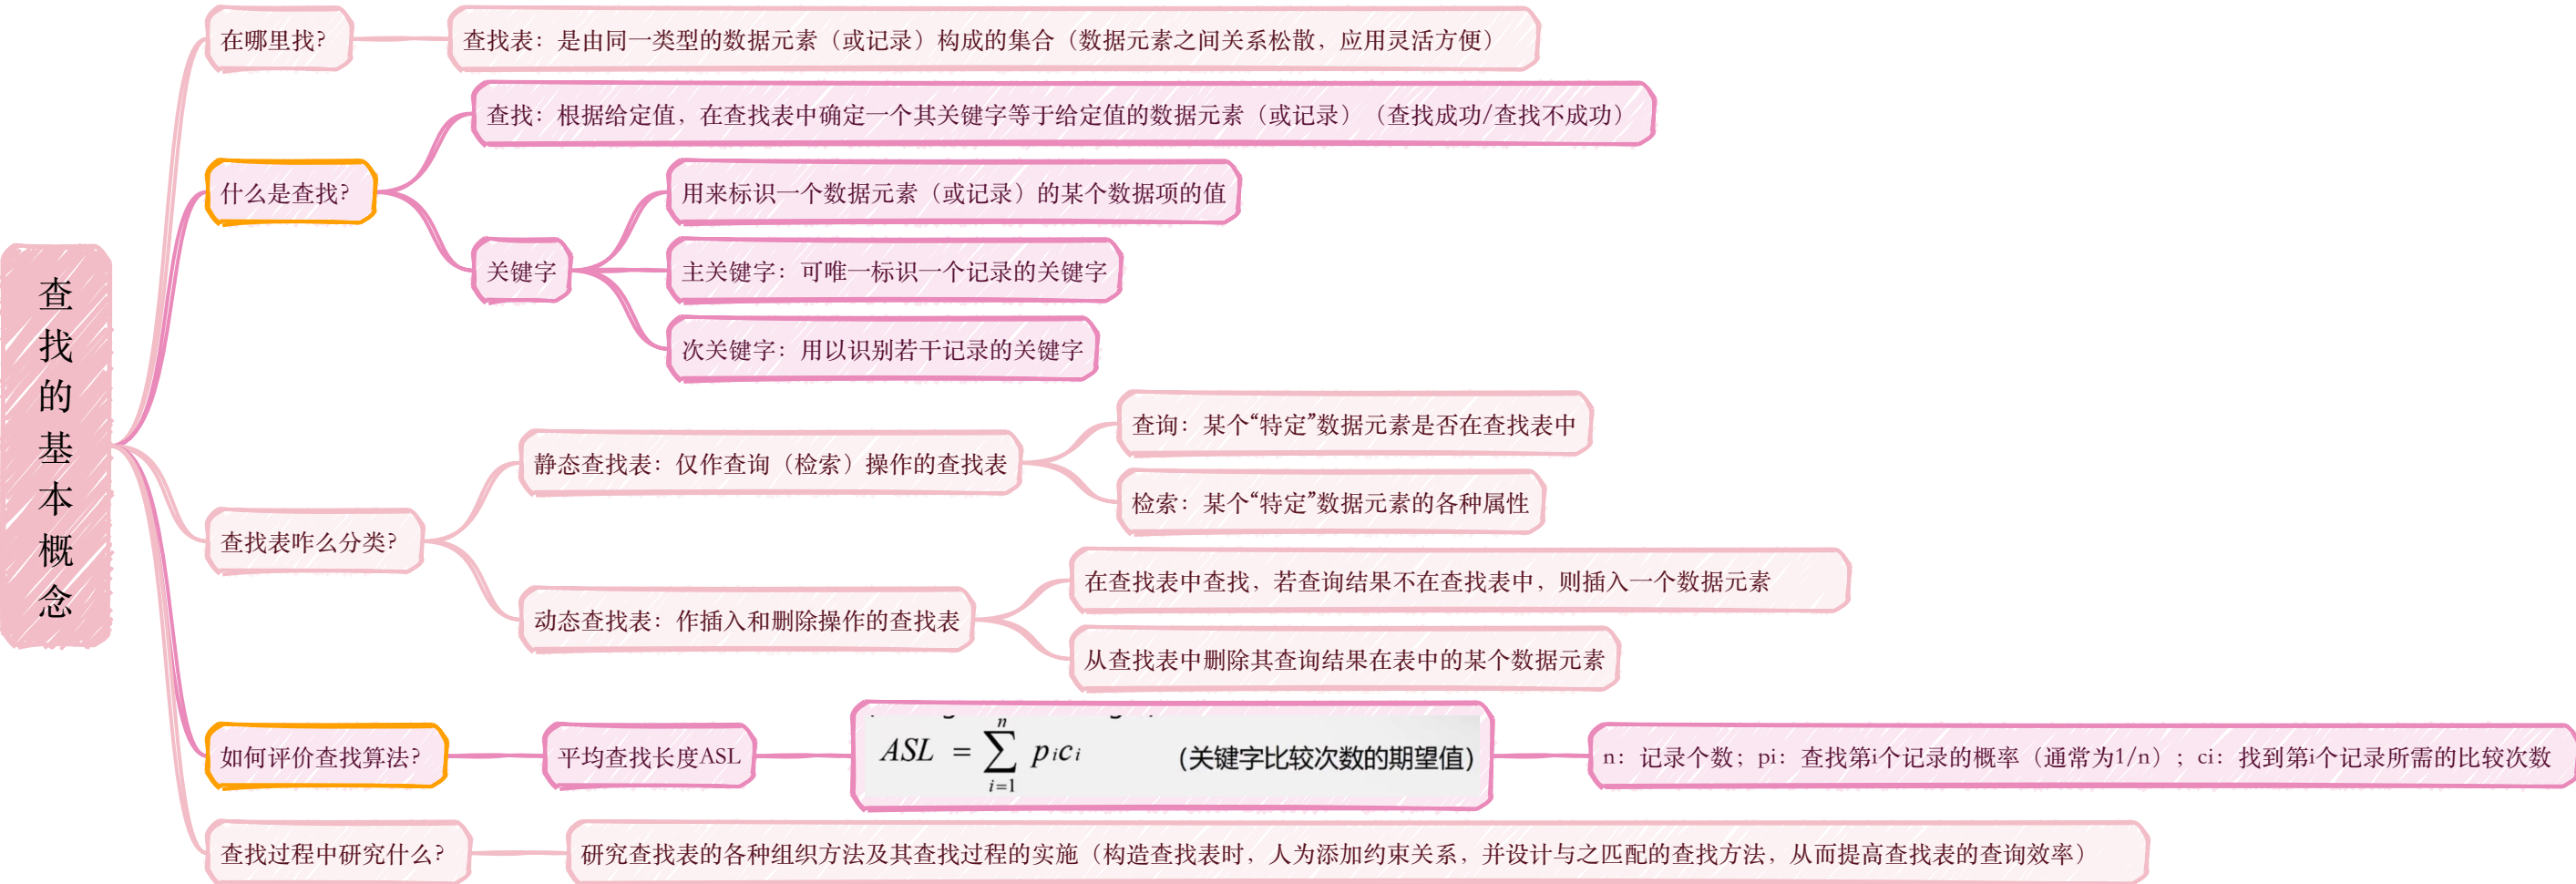 查找的基本概念
在哪里找？
查找表：是由同一类型的数据元素（或记录）构成的集合（数据元素之间关系松散，应用灵活方便）
什么是查找？
查找：根据给定值，在查找表中确定一个其关键字等于给定值的数据元素（或记录）（查找成功/查找不成功）
关键字
用来标识一个数据元素（或记录）的某个数据项的值
主关键字：可唯一标识一个记录的关键字
次关键字：用以识别若干记录的关键字
查找表咋么分类？
静态查找表：仅作查询（检索）操作的查找表
查询：某个“特定”数据元素是否在查找表中
检索：某个“特定”数据元素的各种属性
动态查找表：作插入和删除操作的查找表
在查找表中查找，若查询结果不在查找表中，则插入一个数据元素
从查找表中删除其查询结果在表中的某个数据元素
如何评价查找算法？
平均查找长度ASL
ASL = \sum_{i=1}^{n} p_i c_i （关键字比较次数的期望值）
n：记录个数；pi：查找第i个记录的概率（通常为1/n）；ci：找到第i个记录所需的比较次数
查找过程中研究什么？
研究查找表的各种组织方法及其查找过程的实施（构造查找表时，人为添加约束关系，并设计与之匹配的查找方法，从而提高查找表的查询效率）